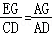 EG/CD = AG/AD